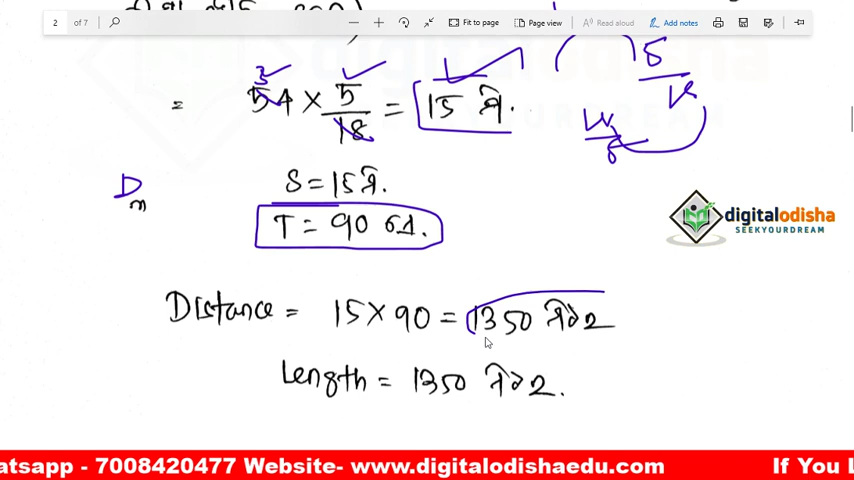 2 of 7 Fit to page Page view Read aloud Add notes
= 54 × 5/18 = 15 ମି.
3
S = 15 ମି.
T = 90 ସେ.
Distance = 15 × 90 = 1350 ମିଟର
Length = 1350 ମିଟର.
digitalodisha
SEEKYOURDREAM
atsapp - 7008420477 Website- www.digitalodishaedu.com If You L